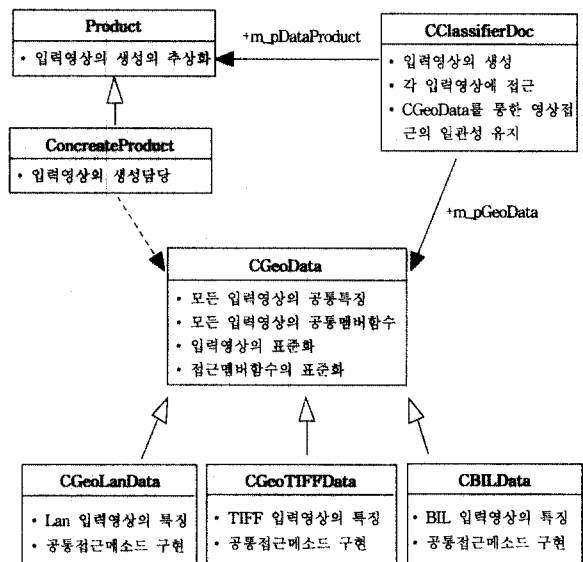 Product
• 입력영상의 생성의 추상화
+m_pDataProduct
CClassifierDoc
• 입력영상의 생성
• 각 입력영상에 접근
• CGeoData를 통한 영상접
근의 일관성 유지
ConcreateProduct
• 입력영상의 생성담당
+m_pGeoData
CGeoData
• 모든 입력영상의 공통특징
• 모든 입력영상의 공통멤버함수
• 입력영상의 표준화
• 접근멤버함수의 표준화
CGeoLanData
• Lan 입력영상의 특징
• 공통접근메소드 구현
CGeoTIFFData
• TIFF 입력영상의 특징
• 공통접근메소드 구현
CBILData
• BIL 입력영상의 특징
• 공통접근메소드 구현